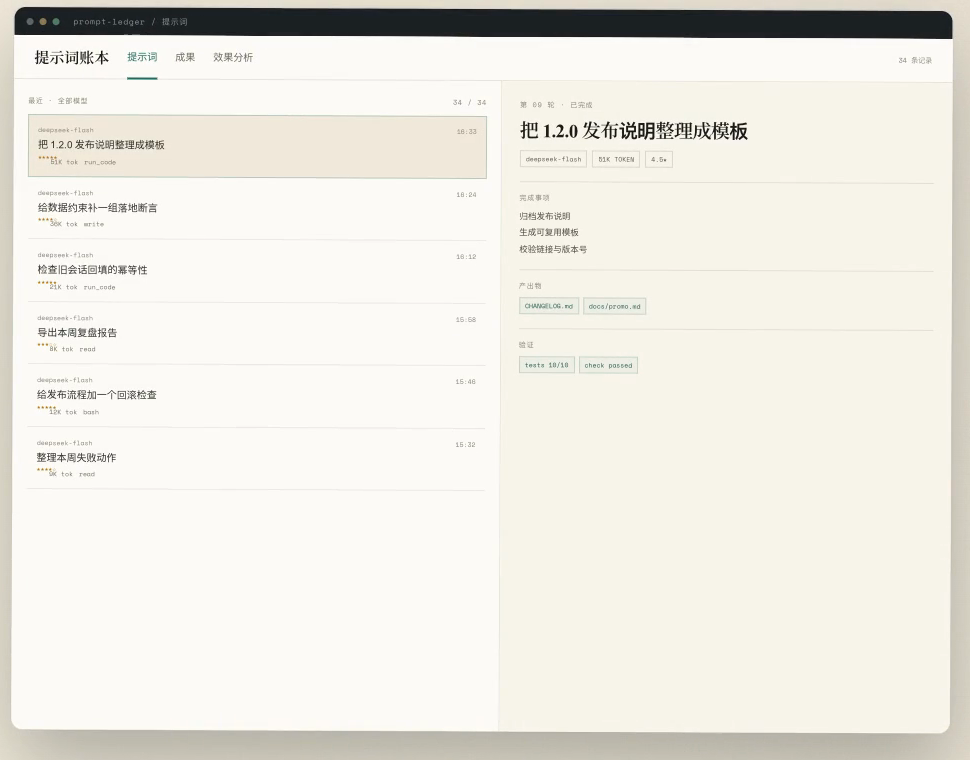 prompt-ledger / 提示词
提示词账本 提示词 成果 效果分析 34 条记录
最近 · 全部模型 34 / 34
deepseek-flash 16:33
把 1.2.0 发布说明整理成模板
★★★★★ 51K tok run_code
deepseek-flash 16:24
给数据约束补一组落地断言
38K tok write
deepseek-flash 16:12
检查旧会话回填的幂等性
★★★★★ 21K tok run_code
deepseek-flash 15:58
导出本周复盘报告
8K tok read
deepseek-flash 15:46
给发布流程加一个回滚检查
★★★★★ 12K tok bash
deepseek-flash 15:32
整理本周失败动作
9K tok read
第 09 轮 · 已完成
把 1.2.0 发布说明整理成模板
deepseek-flash 51K TOKEN 4.5★
完成事项
归档发布说明
生成可复用模板
校验链接与版本号
产出物
CHANGELOG.md docs/promo.md
验证
tests 10/10 check passed